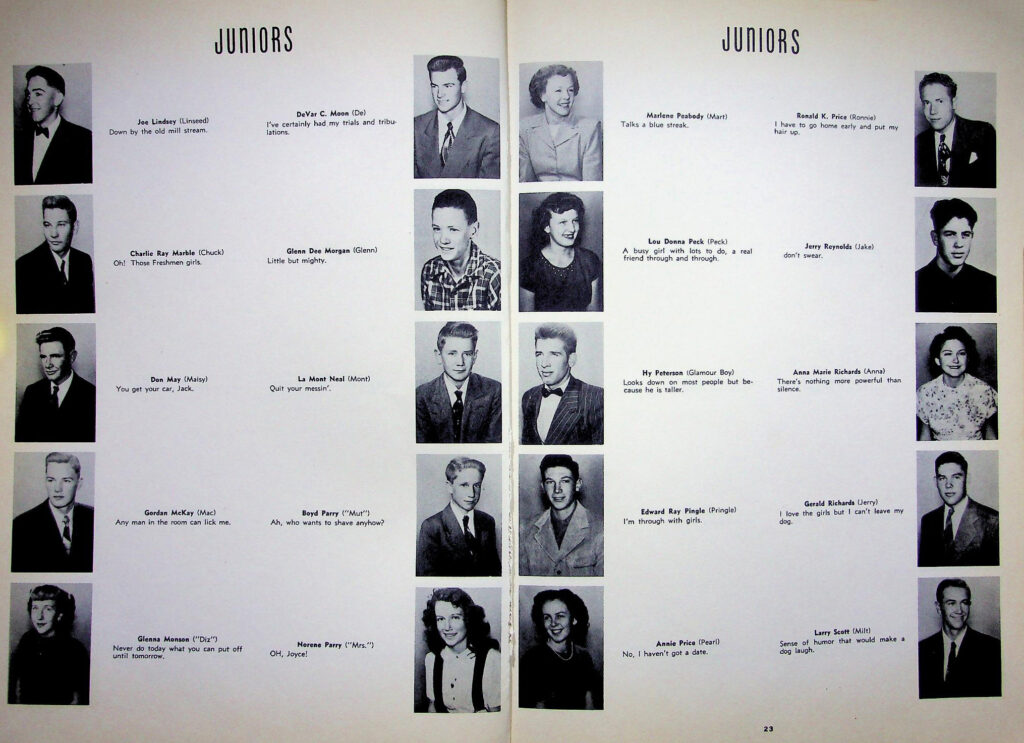 JUNIORS
Joe Lindsey (Linseed)
Down by the old mill stream.
DeVar C. Moon (De)
I've certainly had my trials and tribu-
lations.
Charlie Ray Marble (Chuck)
Oh! Those Freshmen girls.
Glenn Dee Morgan (Glenn)
Little but mighty.
Don May (Maisy)
You get your car, Jack.
La Mont Neal (Mont)
Quit your messin'.
Gordan McKay (Mac)
Any man in the room can lick me.
Boyd Parry ("Mut")
Ah, who wants to shave anyhow?
Glenna Monson ("Diz")
Never do today what you can put off
until tomorrow.
Norene Parry ("Mrs.")
OH, Joyce!
JUNIORS
Marlene Peabody (Mart)
Talks a blue streak.
Ronald K. Price (Ronnie)
I have to go home early and put my
hair up.
Lou Donna Peck (Peck)
A busy girl with lots to do, a real
friend through and through.
Jerry Reynolds (Jake)
don't swear.
Hy Peterson (Glamour Boy)
Looks down on most people but be-
cause he is taller.
Anna Marie Richards (Anna)
There's nothing more powerful than
silence.
Edward Ray Pingle (Pringle)
I'm through with girls.
Gerald Richards (Jerry)
I love the girls but I can't leave my
dog.
Annie Price (Pearl)
No, I haven't got a date.
Larry Scott (Milt)
Sense of humor that would make a
dog laugh.
23